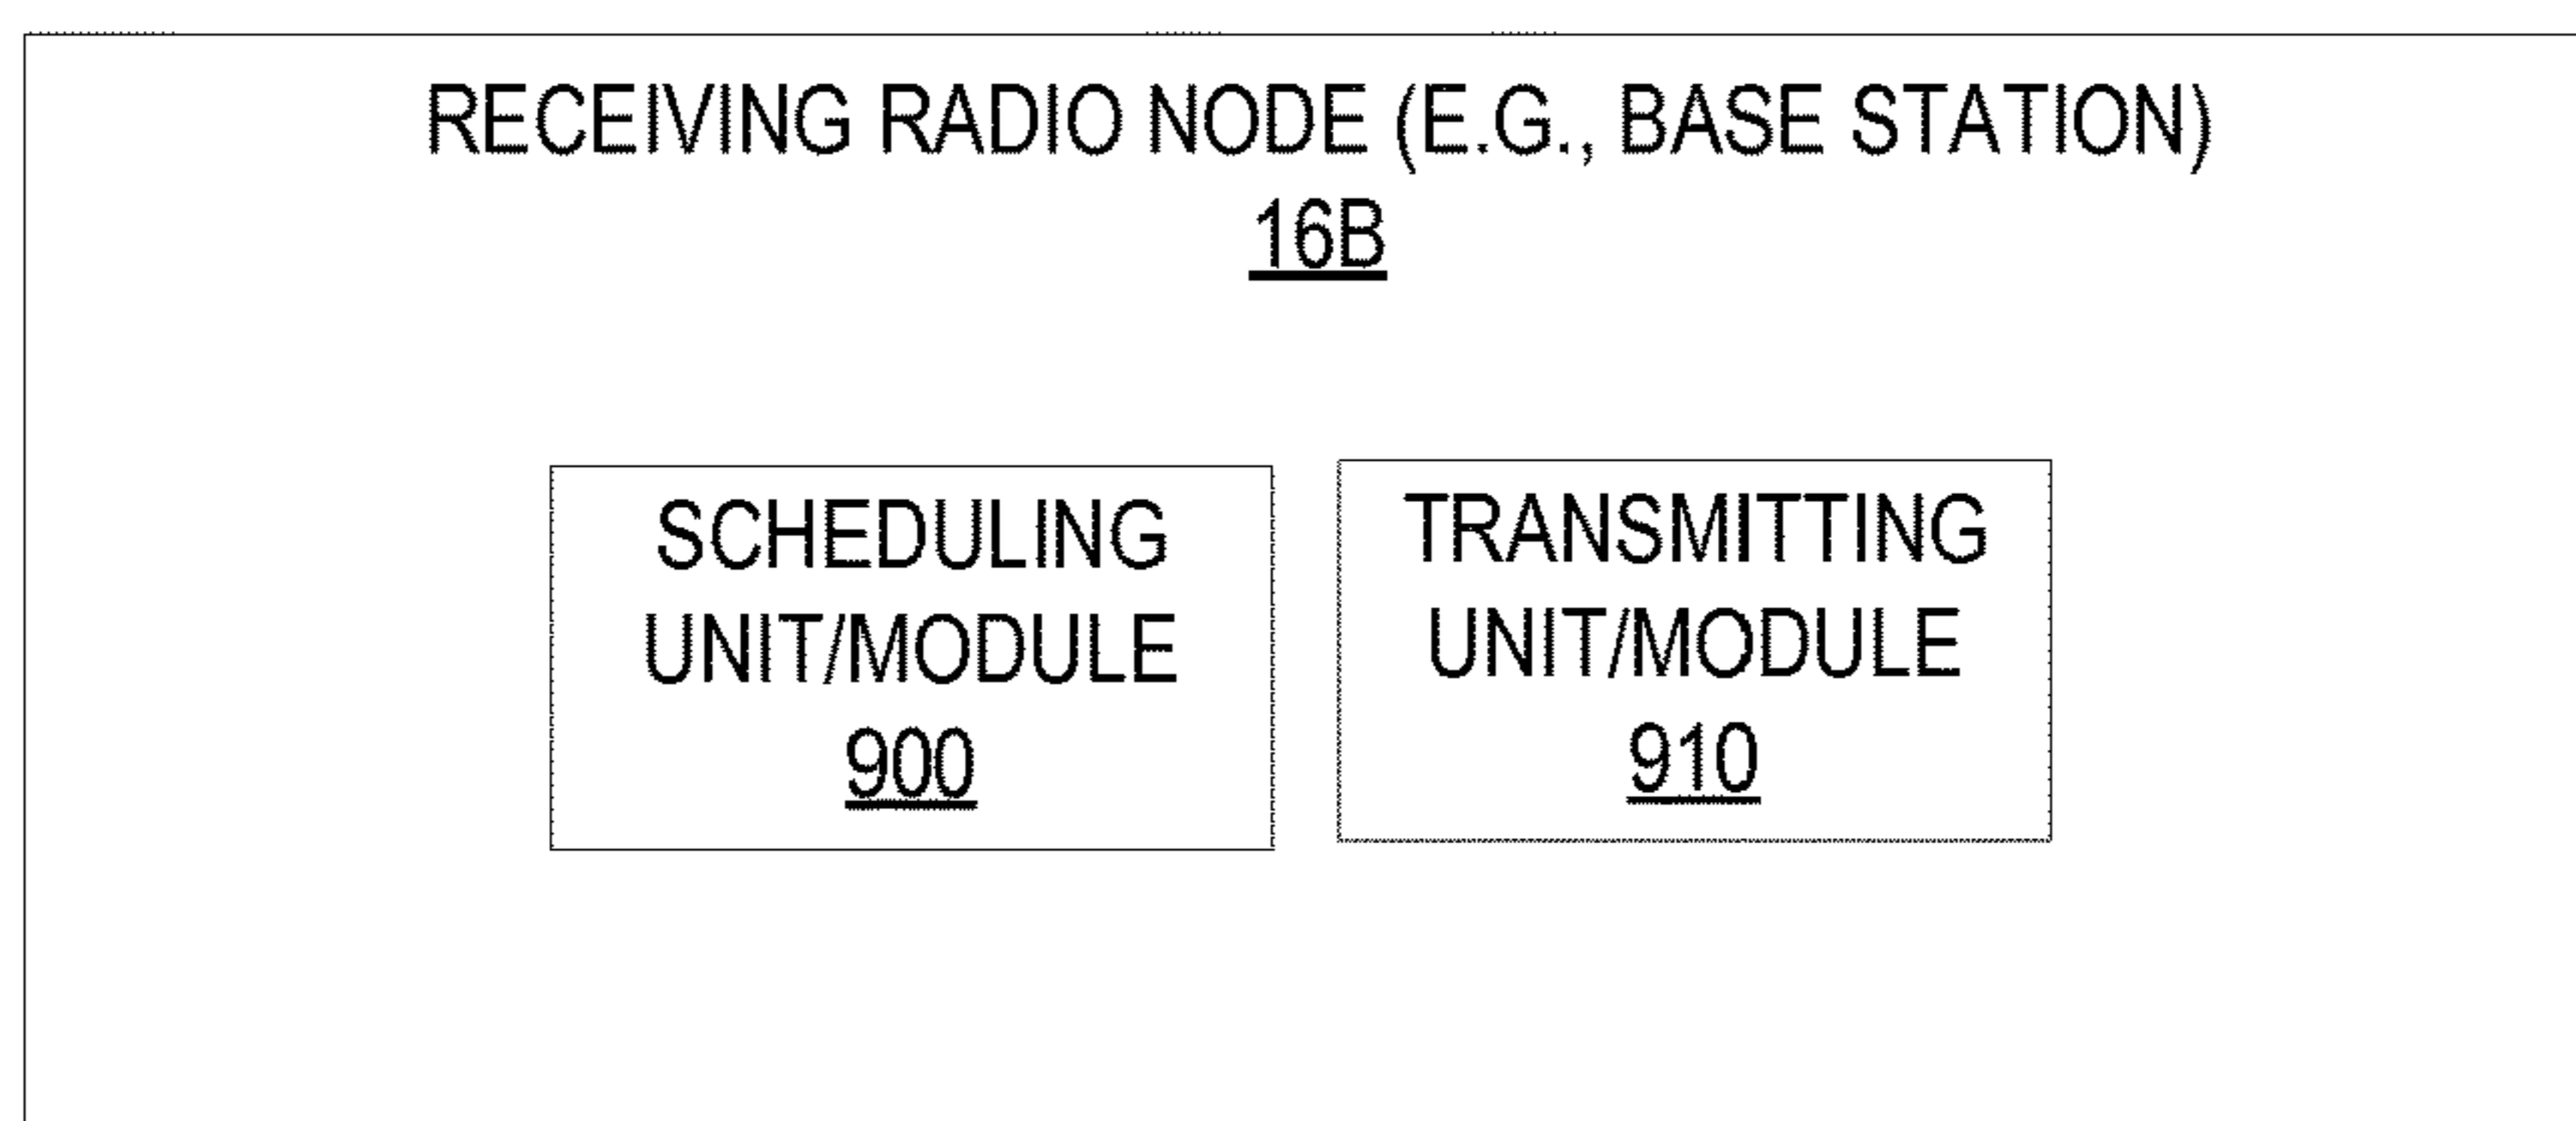 RECEIVING RADIO NODE (E.G., BASE STATION)
16B
SCHEDULING
UNIT/MODULE
900
TRANSMITTING
UNIT/MODULE
910